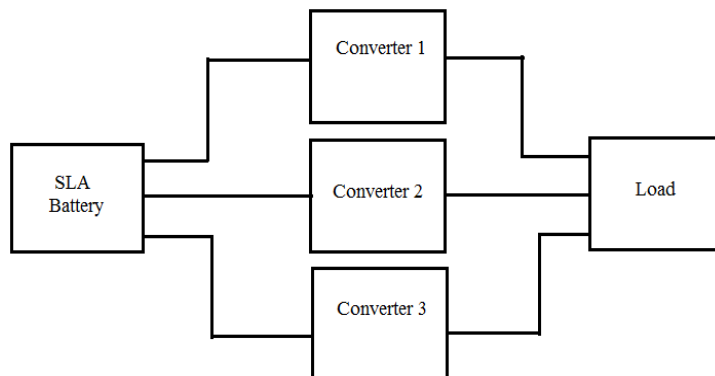 Converter 1
SLA
Battery
Converter 2
Load
Converter 3